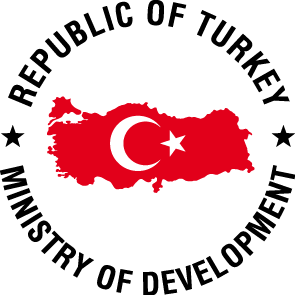 REPUBLIC OF TURKEY
MINISTRY OF DEVELOPMENT